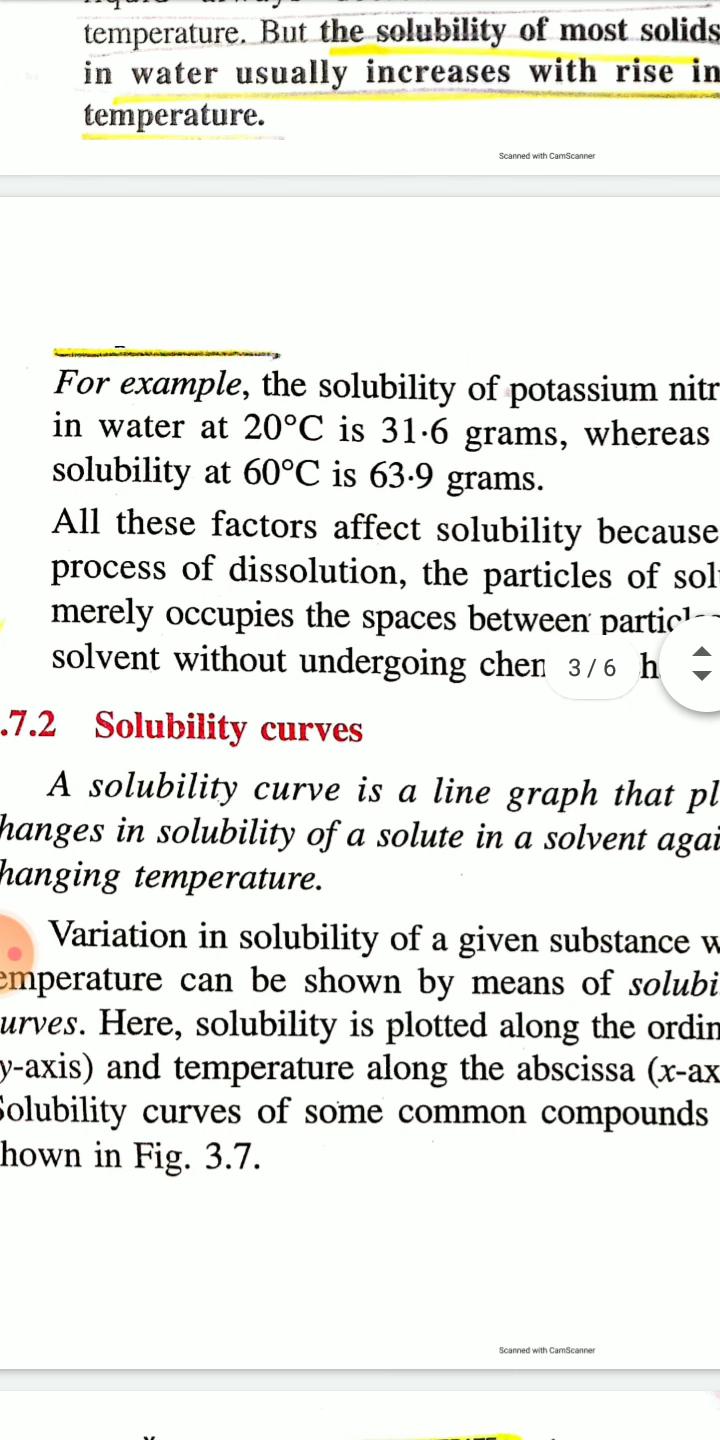 temperature. But the solubility of most solids
in water usually increases with rise in
temperature.
Scanned with CamScanner
For example, the solubility of potassium nitr
in water at 20°C is 31·6 grams, whereas
solubility at 60°C is 63·9 grams.
All these factors affect solubility because
process of dissolution, the particles of sol
merely occupies the spaces between
solvent without undergoing
3 / 6
.7.2 Solubility curves
A solubility curve is a line graph that pl
hanges in solubility of a solute in a solvent agai
hanging temperature.
Variation in solubility of a given substance w
emperature can be shown by means of solubi
urves. Here, solubility is plotted along the ordin
y-axis) and temperature along the abscissa (x-ax
Solubility curves of some common compounds
hown in Fig. 3.7.
Scanned with CamScanner